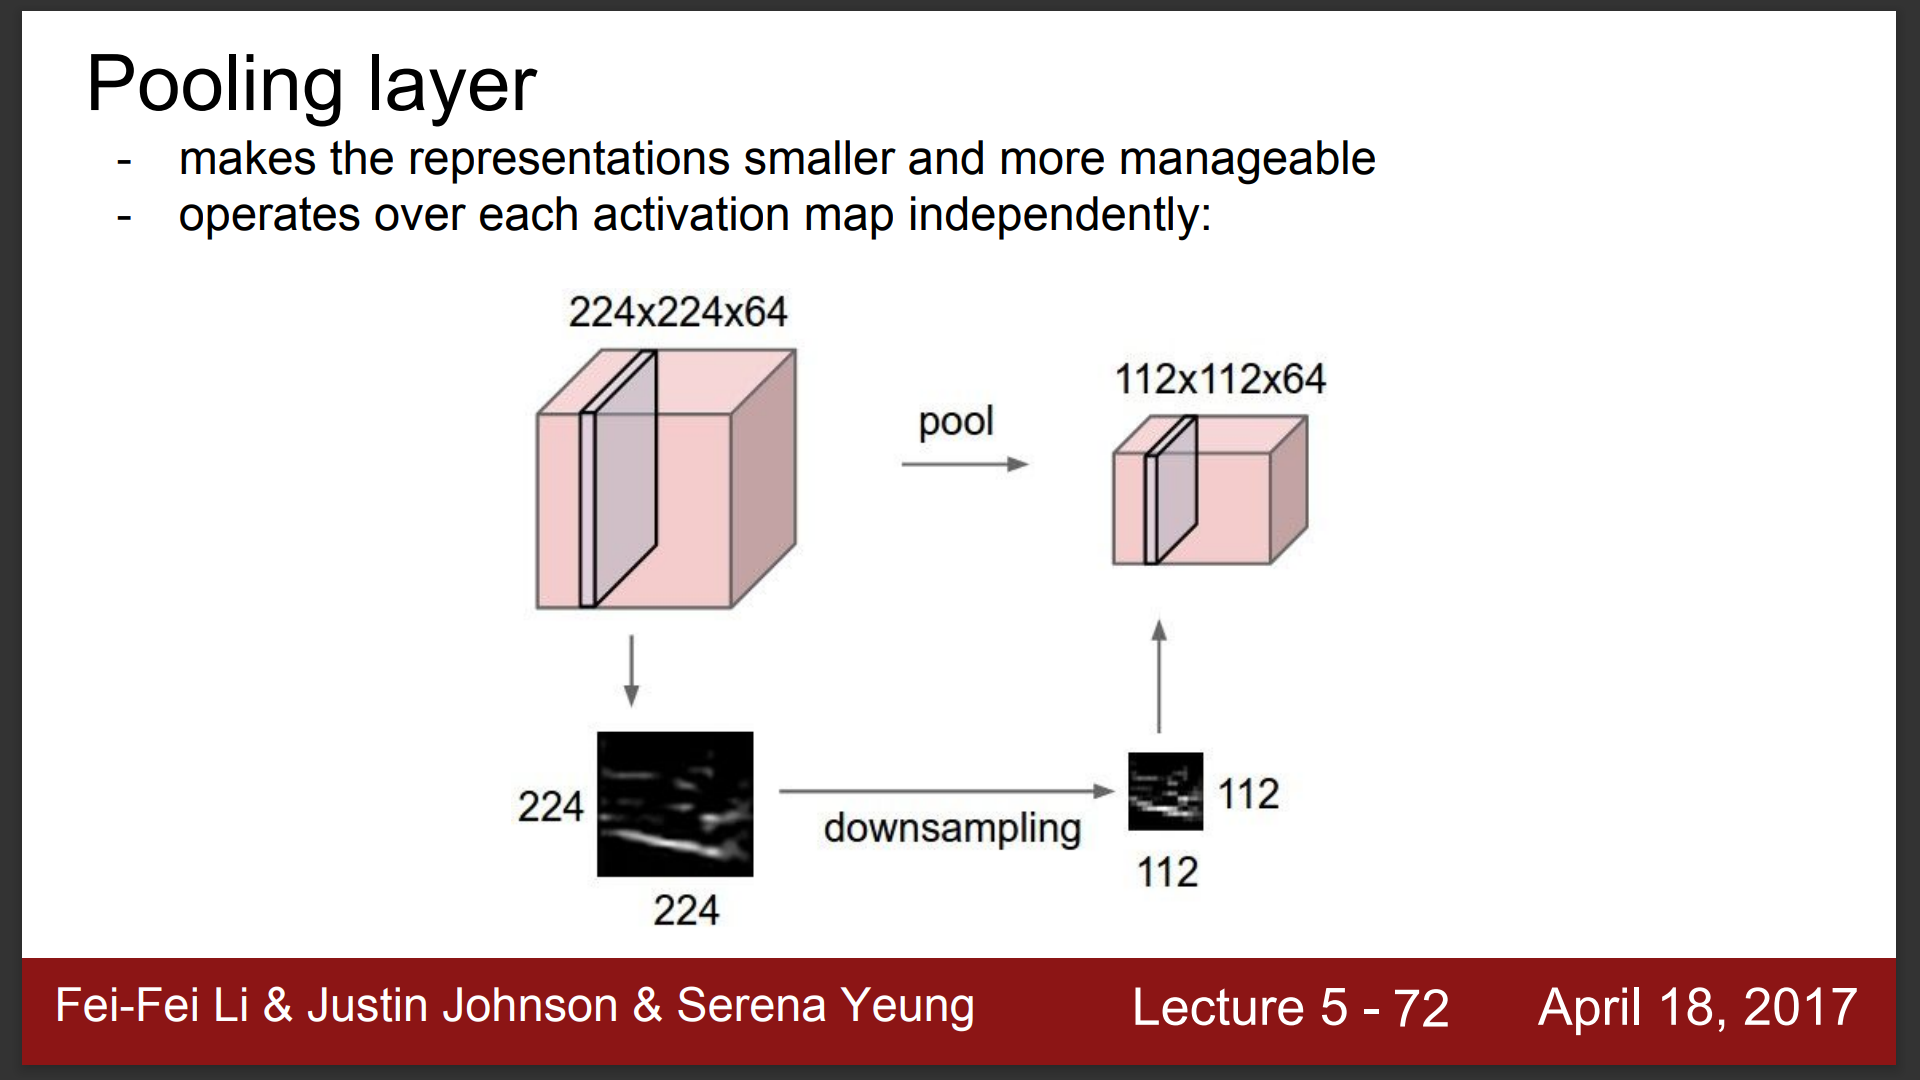 Pooling layer
- makes the representations smaller and more manageable
- operates over each activation map independently:
224x224x64
112x112x64
pool
224
downsampling
112
112
224
Fei-Fei Li & Justin Johnson & Serena Yeung
Lecture 5 - 72
April 18, 2017